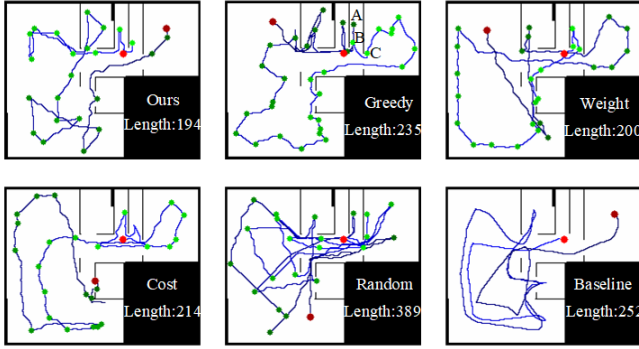 A
B
C
Ours
Length:194
Greedy
Length:235
Weight
Length:200
Cost
Length:214
Random
Length:389
Baseline
Length:252